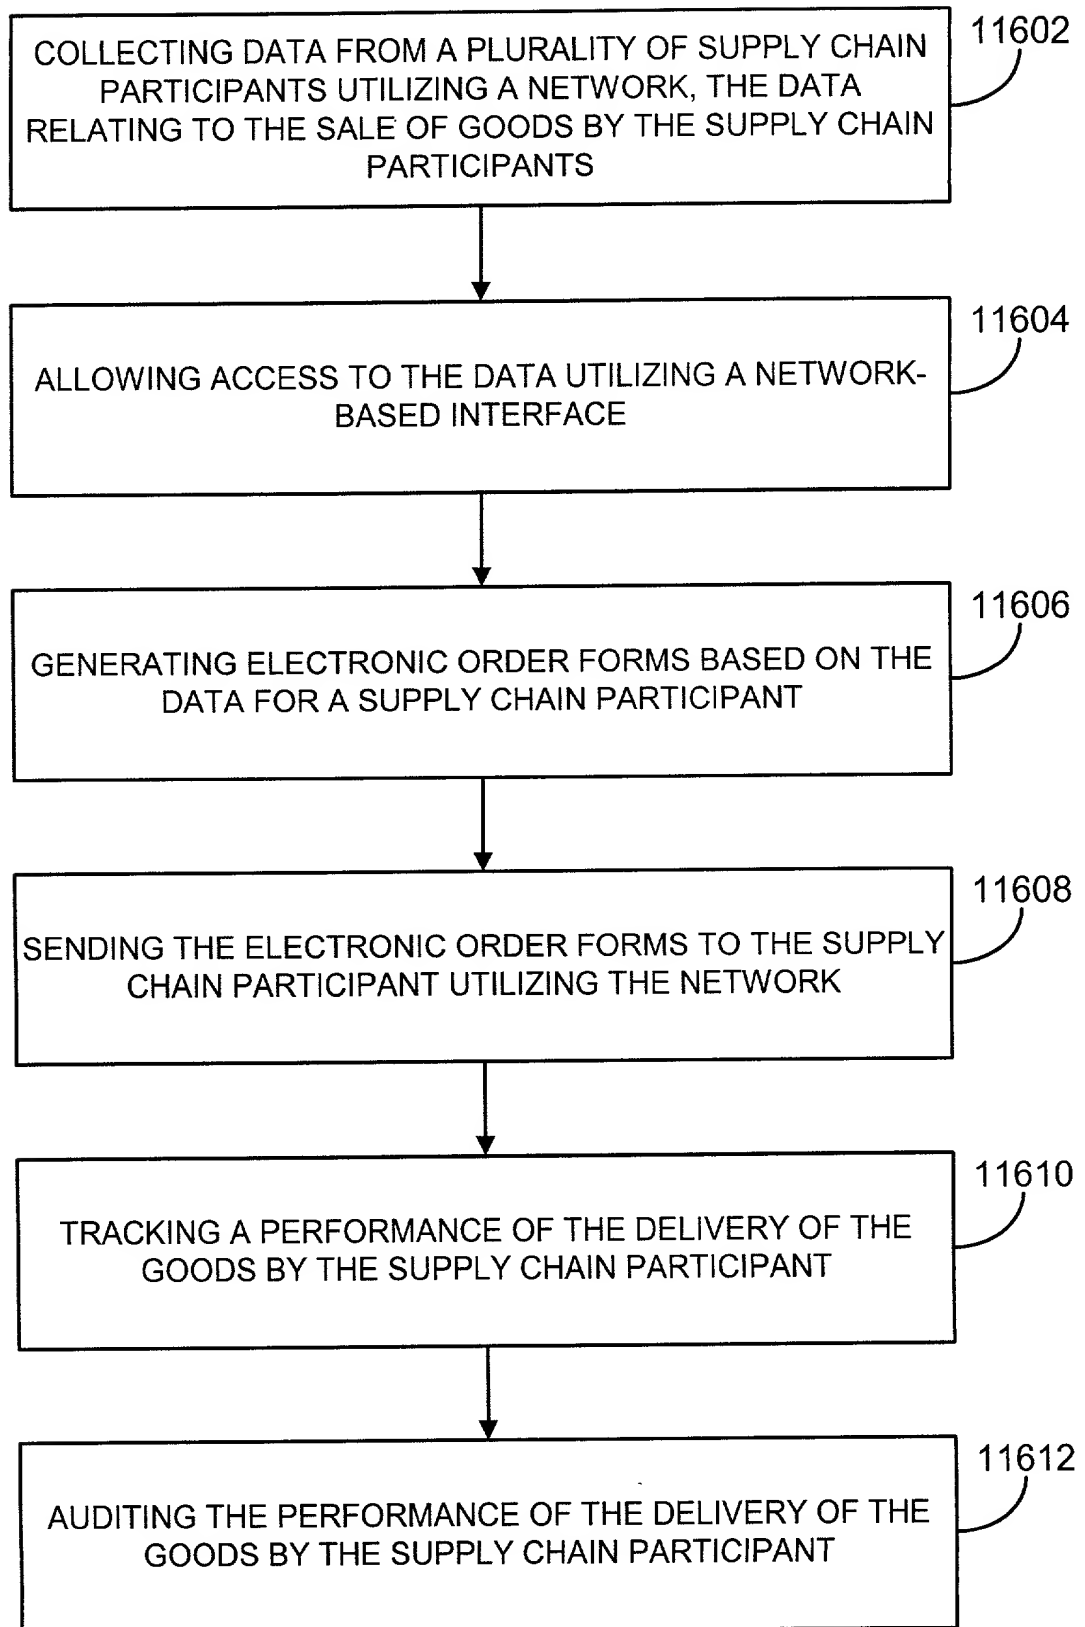 11602
COLLECTING DATA FROM A PLURALITY OF SUPPLY CHAIN
PARTICIPANTS UTILIZING A NETWORK, THE DATA
RELATING TO THE SALE OF GOODS BY THE SUPPLY CHAIN
PARTICIPANTS
11604
ALLOWING ACCESS TO THE DATA UTILIZING A NETWORK-
BASED INTERFACE
11606
GENERATING ELECTRONIC ORDER FORMS BASED ON THE
DATA FOR A SUPPLY CHAIN PARTICIPANT
11608
SENDING THE ELECTRONIC ORDER FORMS TO THE SUPPLY
CHAIN PARTICIPANT UTILIZING THE NETWORK
11610
TRACKING A PERFORMANCE OF THE DELIVERY OF THE
GOODS BY THE SUPPLY CHAIN PARTICIPANT
11612
AUDITING THE PERFORMANCE OF THE DELIVERY OF THE
GOODS BY THE SUPPLY CHAIN PARTICIPANT